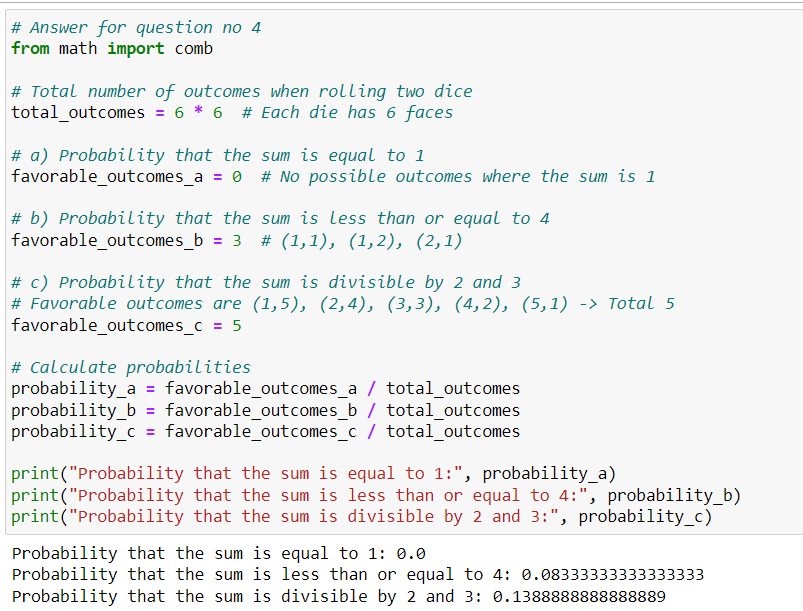 # Answer for question no 4
from math import comb
# Total number of outcomes when rolling two dice
total_outcomes = 6 * 6  # Each die has 6 faces
# a) Probability that the sum is equal to 1
favorable_outcomes_a = 0  # No possible outcomes where the sum is 1
# b) Probability that the sum is less than or equal to 4
favorable_outcomes_b = 3  # (1,1), (1,2), (2,1)
# c) Probability that the sum is divisible by 2 and 3
# Favorable outcomes are (1,5), (2,4), (3,3), (4,2), (5,1) -> Total 5
favorable_outcomes_c = 5
# Calculate probabilities
probability_a = favorable_outcomes_a / total_outcomes
probability_b = favorable_outcomes_b / total_outcomes
probability_c = favorable_outcomes_c / total_outcomes
print("Probability that the sum is equal to 1:", probability_a)
print("Probability that the sum is less than or equal to 4:", probability_b)
print("Probability that the sum is divisible by 2 and 3:", probability_c)
Probability that the sum is equal to 1: 0.0
Probability that the sum is less than or equal to 4: 0.08333333333333333
Probability that the sum is divisible by 2 and 3: 0.1388888888888889